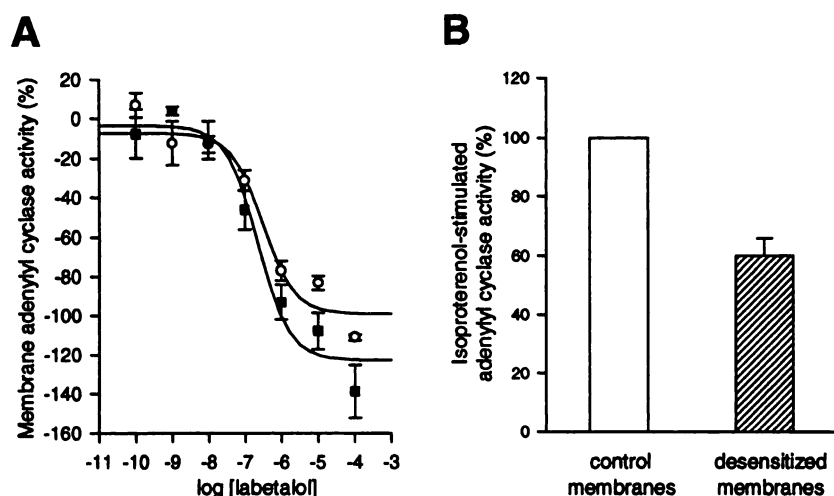 A
Membrane adenylyl cyclase activity (%)
20
0
-20
-40
-60
-80
-100
-120
-140
-160
-11 -10 -9 -8 -7 -6 -5 -4 -3
log [labetalol]
B
Isoproterenol-stimulated
adenylyl cyclase activity (%)
120
100
80
60
40
20
0
control
membranes
desensitized
membranes